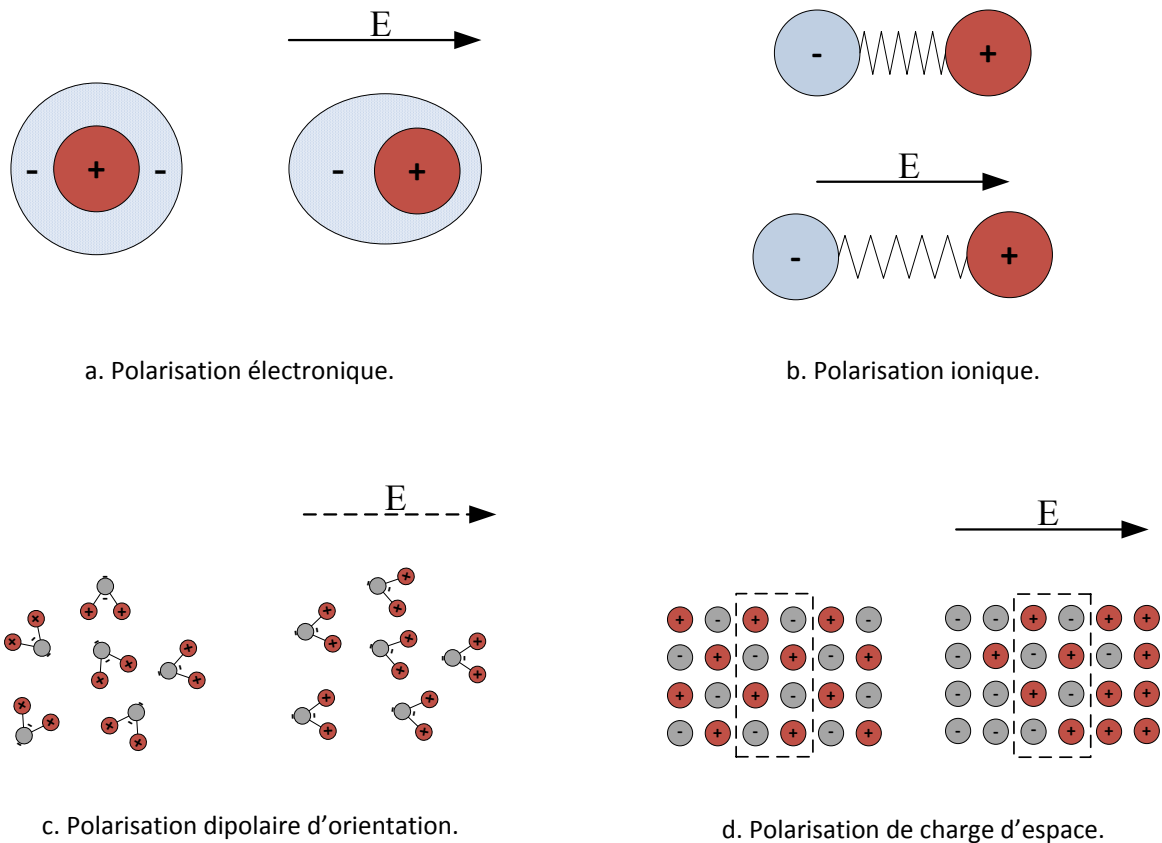 E
- + -
- +
a. Polarisation électronique.
- +
E
- +
b. Polarisation ionique.
E
c. Polarisation dipolaire d’orientation.
E
+ - + - + -
- + - + - +
+ - + - + -
- + - + - +
- - + - + +
- + - + - +
- - + - + +
- - - + + +
d. Polarisation de charge d’espace.